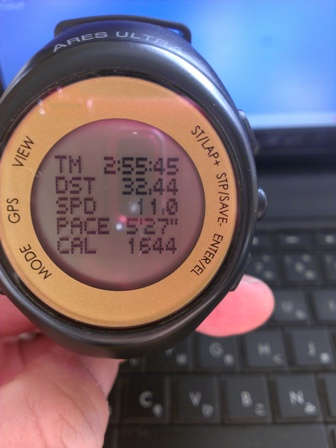 ARES ULTRA
VIEW
GPS
MODE
ST/LAP+
STP/SAVE-
ENTER/EL
TM 2:55:45
DST 32.44
SPD 11.0
PACE 5'27"
CAL 1644
C
V
B
N